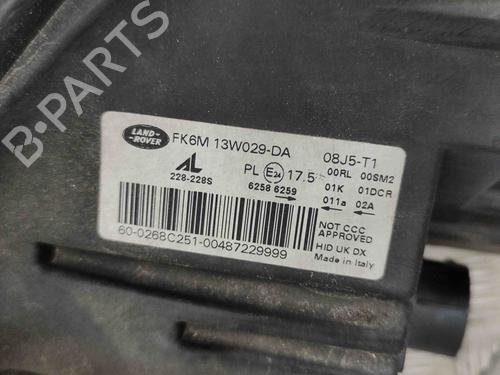 LAND-
ROVER
FK6M 13W029-DA 08J5-T1
AL
228-228S
PL E24 17.5
6258 6259
00RL 00SM2
01K 01DCR
011a 02A
NOT CCC
APPROVED
HID UK DX
Made in Italy
60-0268C251-00487229999
B-PARTS